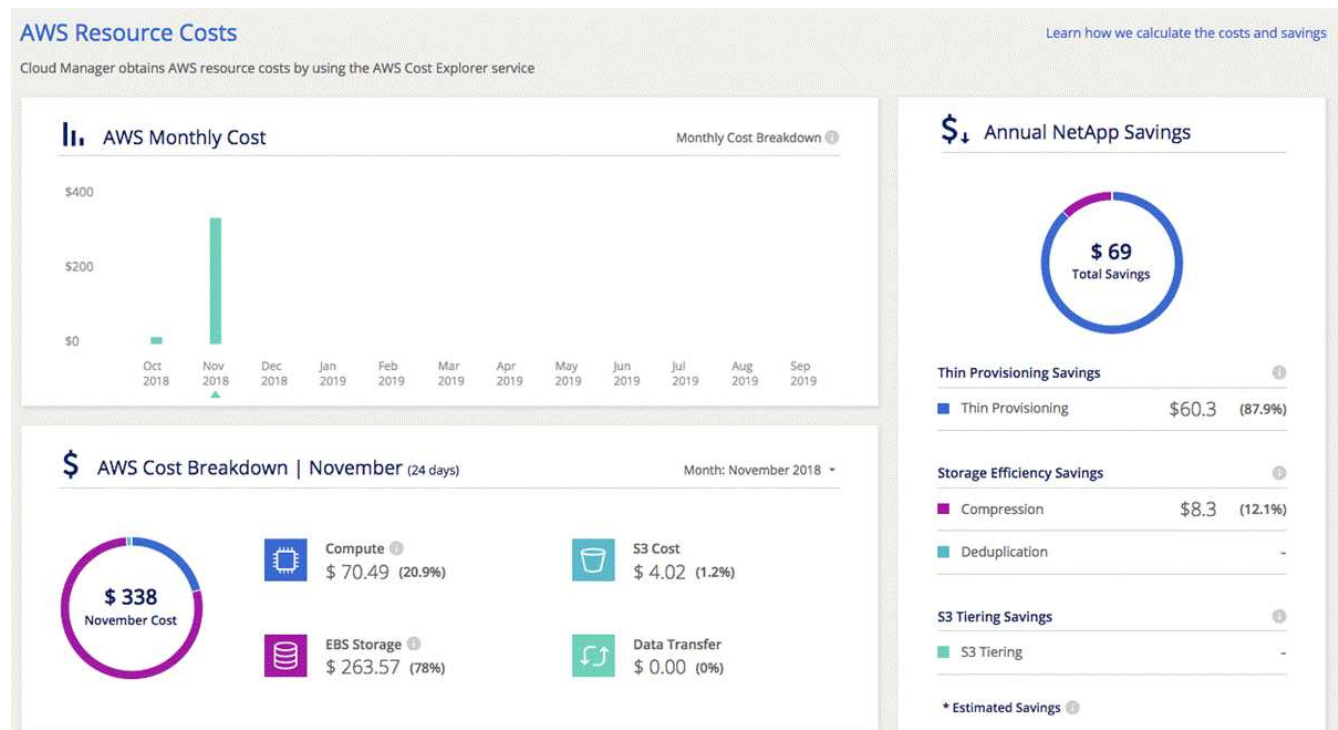 AWS Resource Costs
Learn how we calculate the costs and savings
Cloud Manager obtains AWS resource costs by using the AWS Cost Explorer service
AWS Monthly Cost
Monthly Cost Breakdown
$400
$200
$0
Oct Nov Dec Jan Feb Mar Apr May Jun Jul Aug Sep
2018 2018 2018 2019 2019 2019 2019 2019 2019 2019 2019 2019
AWS Cost Breakdown | November (24 days)
Month: November 2018
$ 338
November Cost
Compute
$ 70.49 (20.9%)
S3 Cost
$ 4.02 (1.2%)
EBS Storage
$ 263.57 (78%)
Data Transfer
$ 0.00 (0%)
$ Annual NetApp Savings
$ 69
Total Savings
Thin Provisioning Savings
Thin Provisioning $60.3 (87.9%)
Storage Efficiency Savings
Compression $8.3 (12.1%)
Deduplication -
S3 Tiering Savings
S3 Tiering -
* Estimated Savings